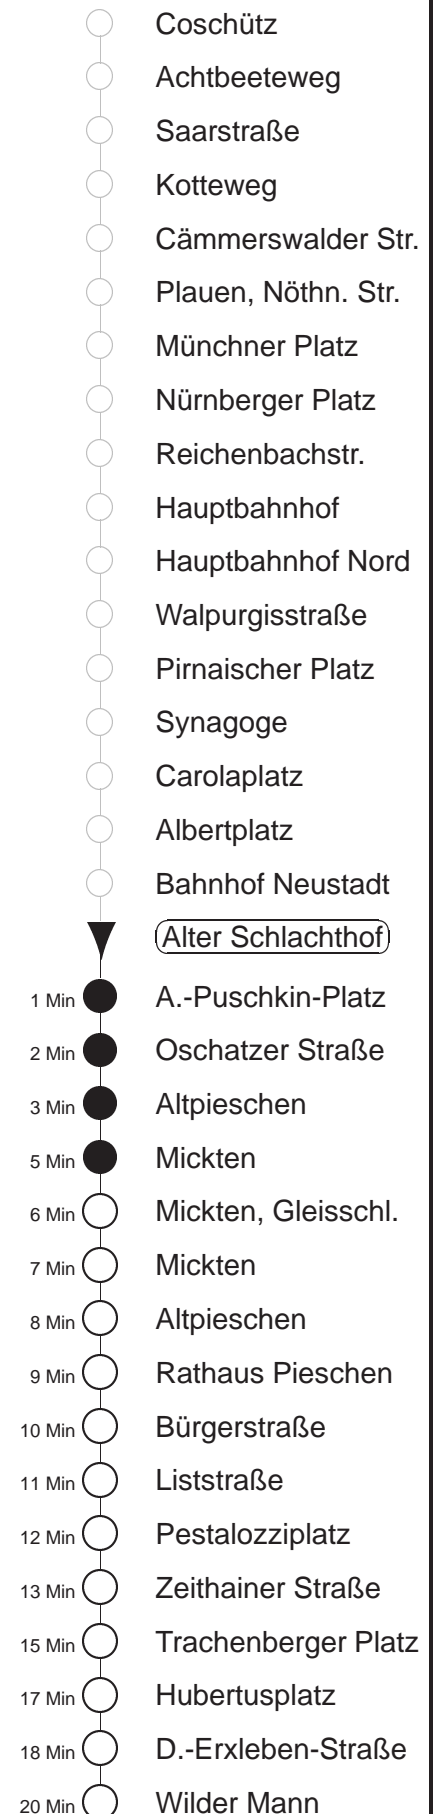 Coschütz
Achtbeeteweg
Saarstraße
Kotteweg
Cämmerswalder Str.
Plauen, Nöthn. Str.
Münchner Platz
Nürnberger Platz
Reichenbachstr.
Hauptbahnhof
Hauptbahnhof Nord
Walpurgisstraße
Pirnaischer Platz
Synagoge
Carolaplatz
Albertplatz
Bahnhof Neustadt
Alter Schlachthof
1 Min A.-Puschkin-Platz
2 Min Oschatzer Straße
3 Min Altpieschen
5 Min Mickten
6 Min Mickten, Gleisschl.
7 Min Mickten
8 Min Altpieschen
9 Min Rathaus Pieschen
10 Min Bürgerstraße
11 Min Liststraße
12 Min Pestalozziplatz
13 Min Zeithainer Straße
15 Min Trachenberger Platz
17 Min Hubertusplatz
18 Min D.-Erxleben-Straße
20 Min Wilder Mann